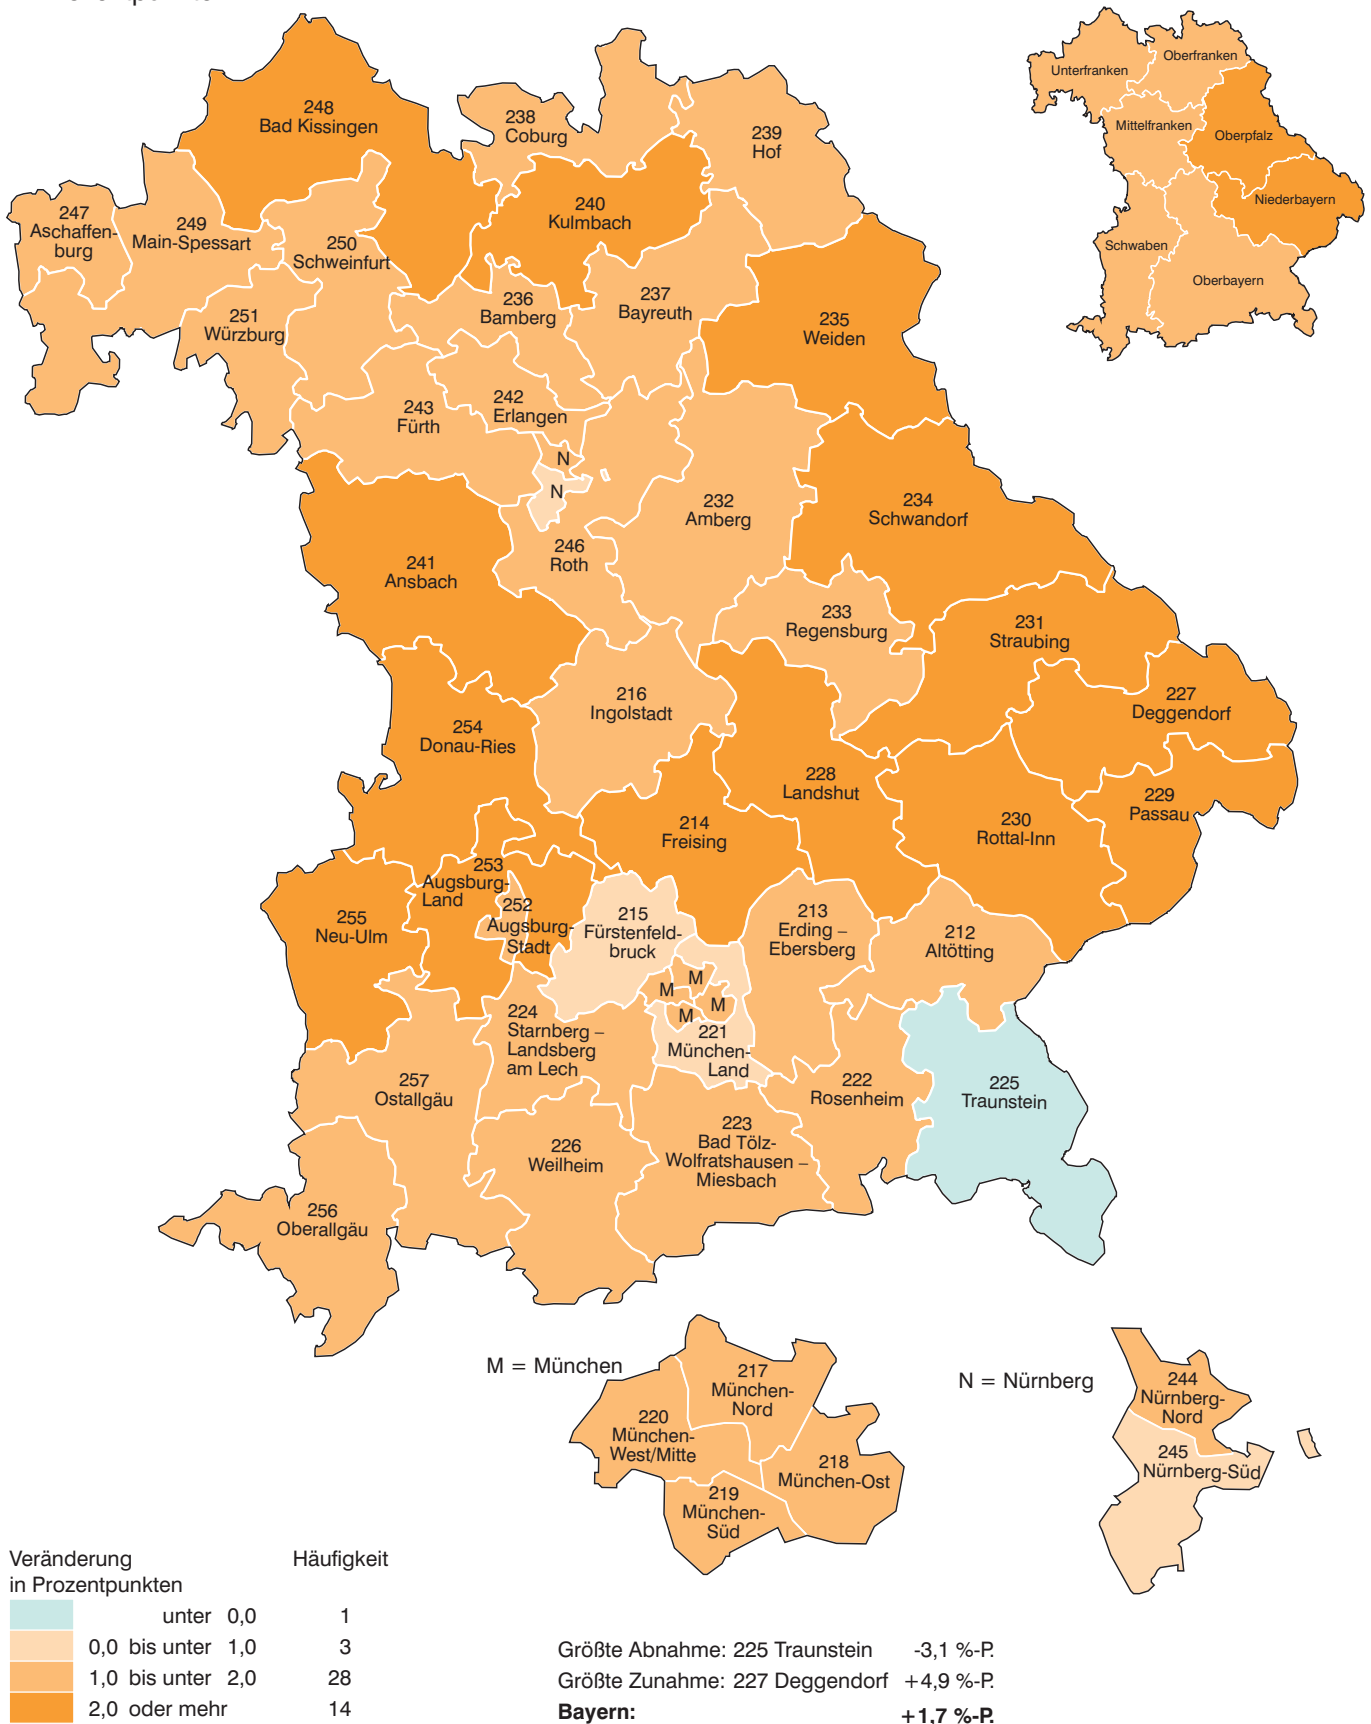 248
Bad Kissingen
238
Coburg
239
Hof
240
Kulmbach
247
Aschaffen-
burg
249
Main-Spessart
250
Schweinfurt
251
Würzburg
236
Bamberg
237
Bayreuth
235
Weiden
243
Fürth
242
Erlangen
N
N
232
Amberg
234
Schwandorf
246
Roth
241
Ansbach
233
Regensburg
231
Straubing
216
Ingolstadt
227
Deggendorf
254
Donau-Ries
228
Landshut
229
Passau
230
Rottal-Inn
214
Freising
253
Augsburg-
Land
252
Augsburg-
Stadt
255
Neu-Ulm
215
Fürstenfeld-
bruck
213
Erding –
Ebersberg
212
Altötting
M
M
M
M
221
München-
Land
224
Starnberg –
Landsberg
am Lech
257
Ostallgäu
222
Rosenheim
225
Traunstein
223
Bad Tölz-
Wolfratshausen –
Miesbach
226
Weilheim
256
Oberallgäu
Unterfranken
Oberfranken
Mittelfranken
Oberpfalz
Niederbayern
Schwaben
Oberbayern
M = München
217
München-
Nord
220
München-
West/Mitte
218
München-Ost
219
München-
Süd
N = Nürnberg
244
Nürnberg-
Nord
245
Nürnberg-Süd
Veränderung Häufigkeit
in Prozentpunkten
unter 0,0 1
0,0 bis unter 1,0 3
1,0 bis unter 2,0 28
2,0 oder mehr 14
Größte Abnahme: 225 Traunstein -3,1 %-P.
Größte Zunahme: 227 Deggendorf +4,9 %-P.
Bayern: +1,7 %-P.